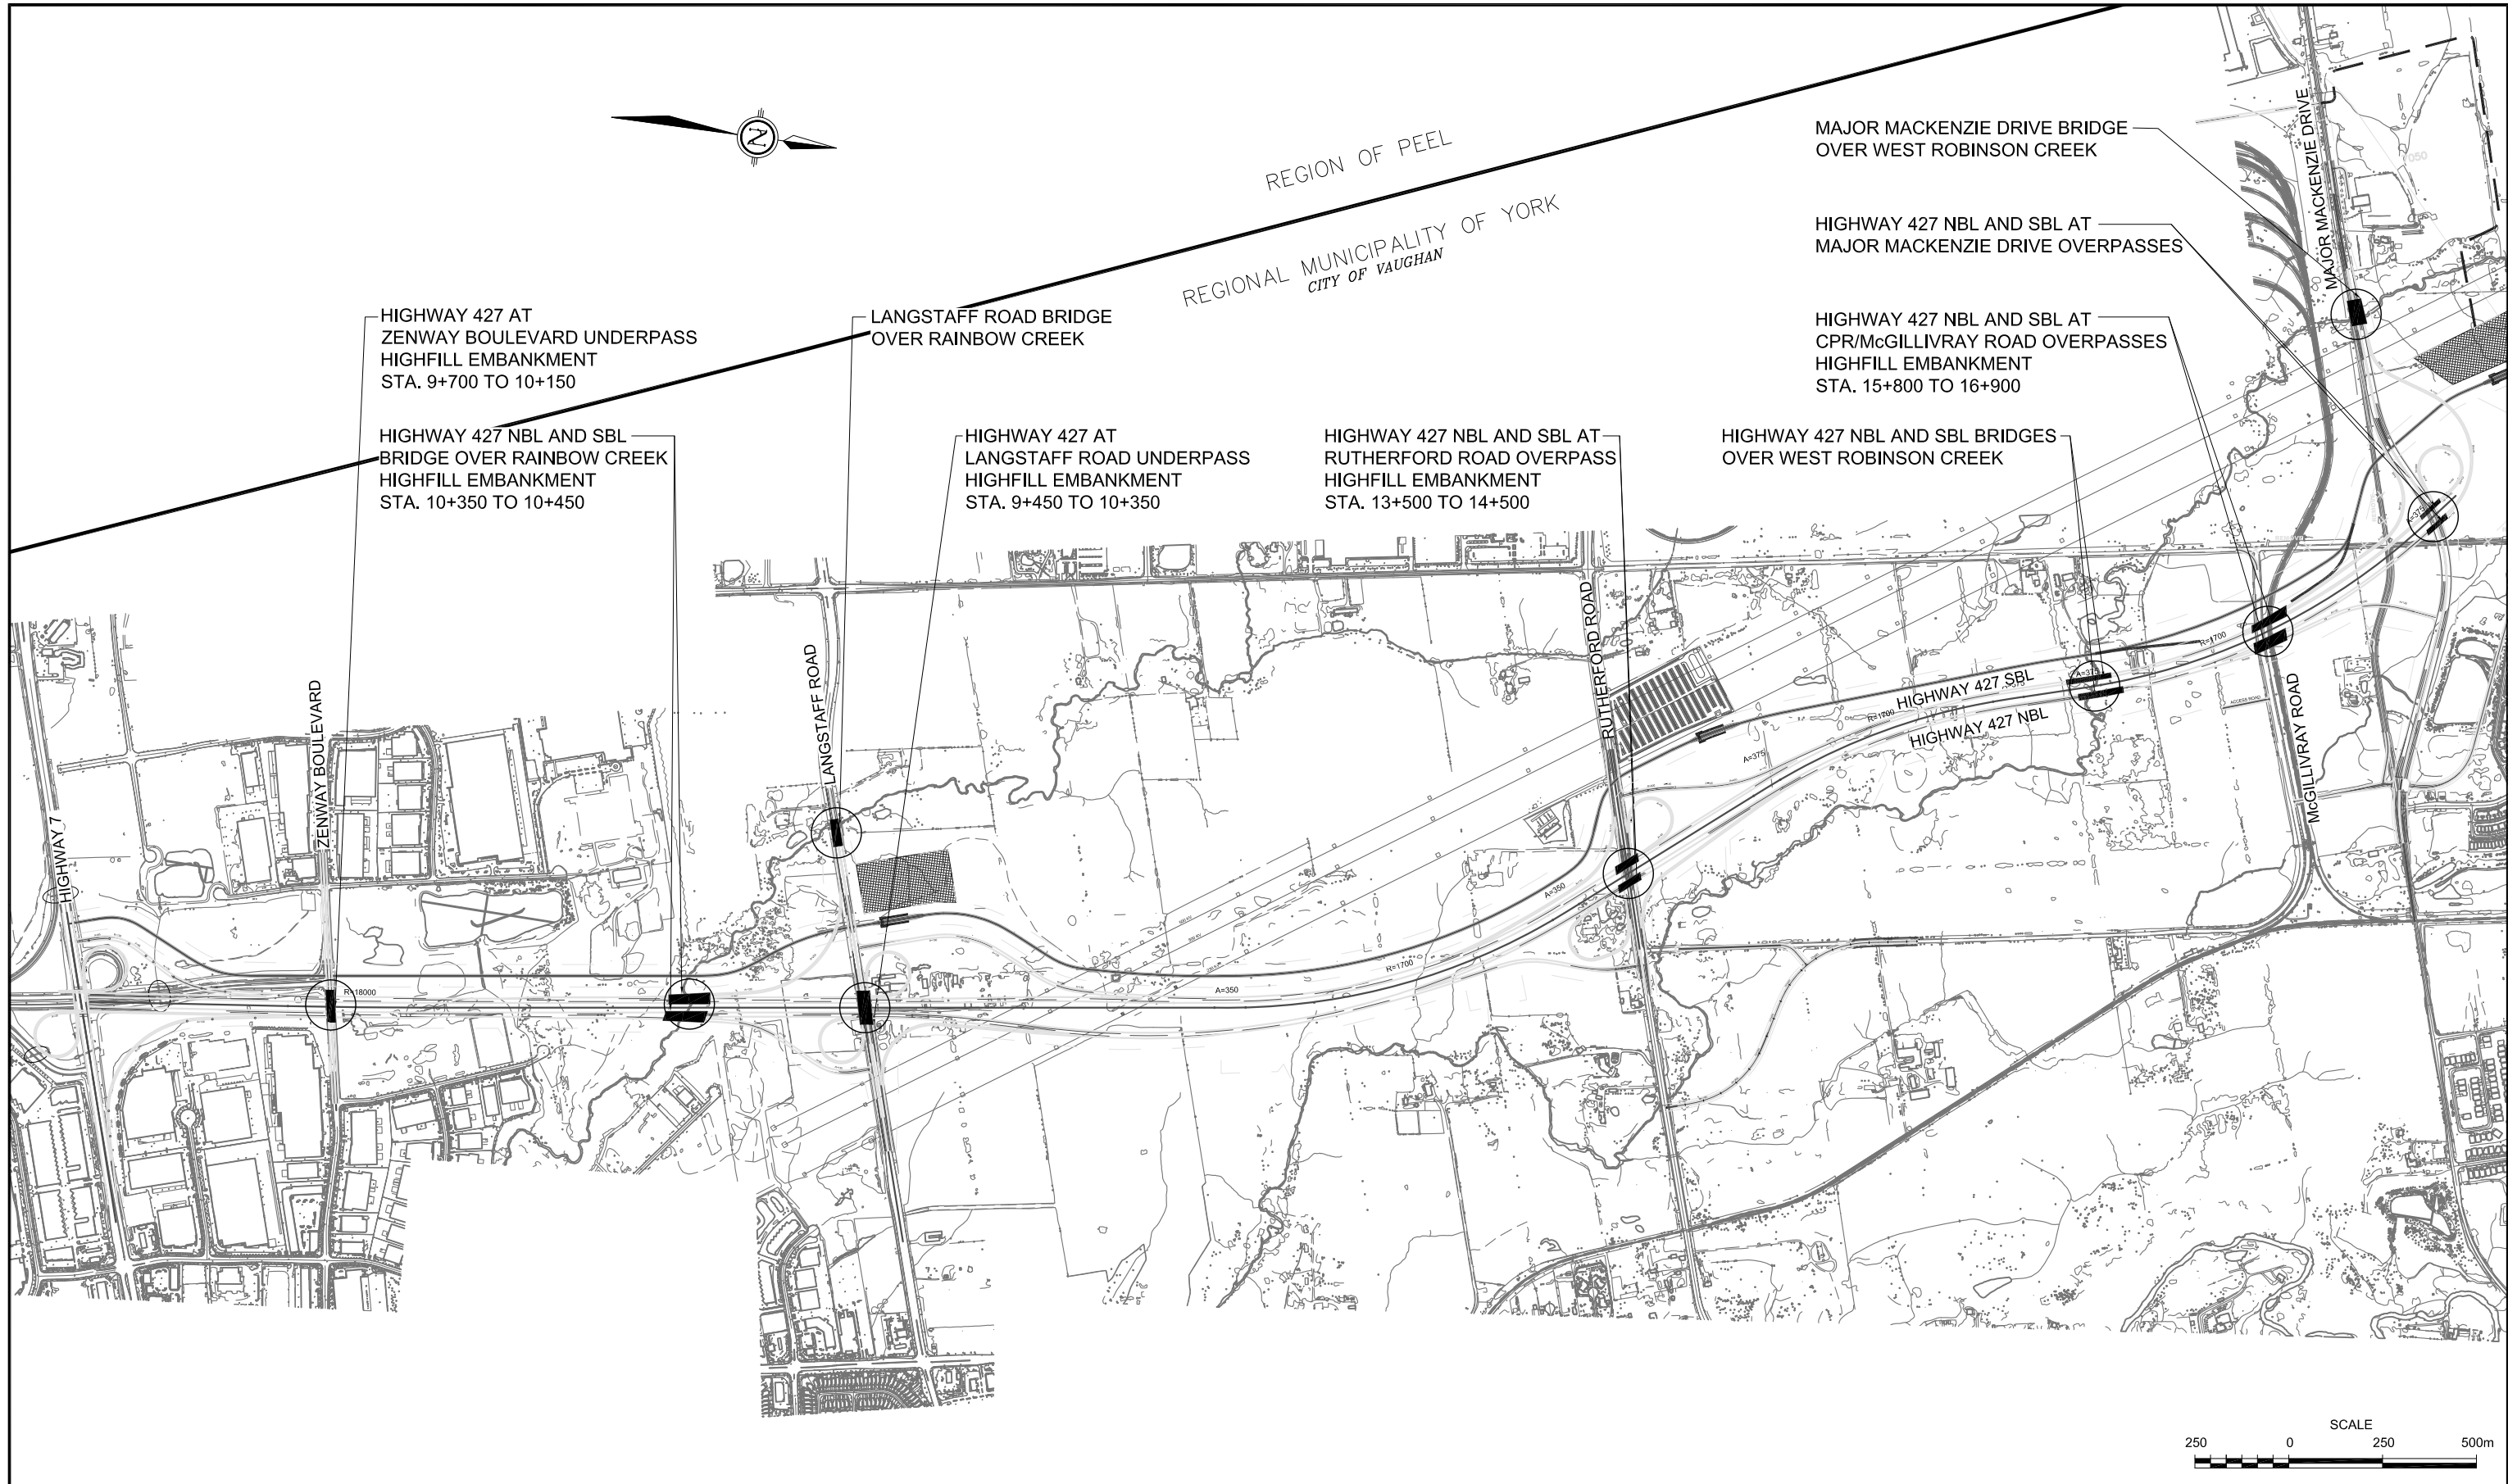 REGION OF PEEL
REGIONAL MUNICIPALITY OF YORK
CITY OF VAUGHAN
N
MAJOR MACKENZIE DRIVE BRIDGE
OVER WEST ROBINSON CREEK
HIGHWAY 427 NBL AND SBL AT
MAJOR MACKENZIE DRIVE OVERPASSES
HIGHWAY 427 NBL AND SBL AT
CPR/McGILLIVRAY ROAD OVERPASSES
HIGHFILL EMBANKMENT
STA. 15+800 TO 16+900
HIGHWAY 427 AT
ZENWAY BOULEVARD UNDERPASS
HIGHFILL EMBANKMENT
STA. 9+700 TO 10+150
LANGSTAFF ROAD BRIDGE
OVER RAINBOW CREEK
HIGHWAY 427 NBL AND SBL
BRIDGE OVER RAINBOW CREEK
HIGHFILL EMBANKMENT
STA. 10+350 TO 10+450
HIGHWAY 427 AT
LANGSTAFF ROAD UNDERPASS
HIGHFILL EMBANKMENT
STA. 9+450 TO 10+350
HIGHWAY 427 NBL AND SBL AT
RUTHERFORD ROAD OVERPASS
HIGHFILL EMBANKMENT
STA. 13+500 TO 14+500
HIGHWAY 427 NBL AND SBL BRIDGES
OVER WEST ROBINSON CREEK
HIGHWAY 7
ZENWAY BOULEVARD
LANGSTAFF ROAD
RUTHERFORD ROAD
McGILLIVRAY ROAD
MAJOR MACKENZIE DRIVE
HIGHWAY 427 SBL
HIGHWAY 427 NBL
ACCESS ROAD
R=18000
A=350
R=1700
A=350
A=375
R=1700
A=375
R=1700
A=375
SCALE
250 0 250 500m